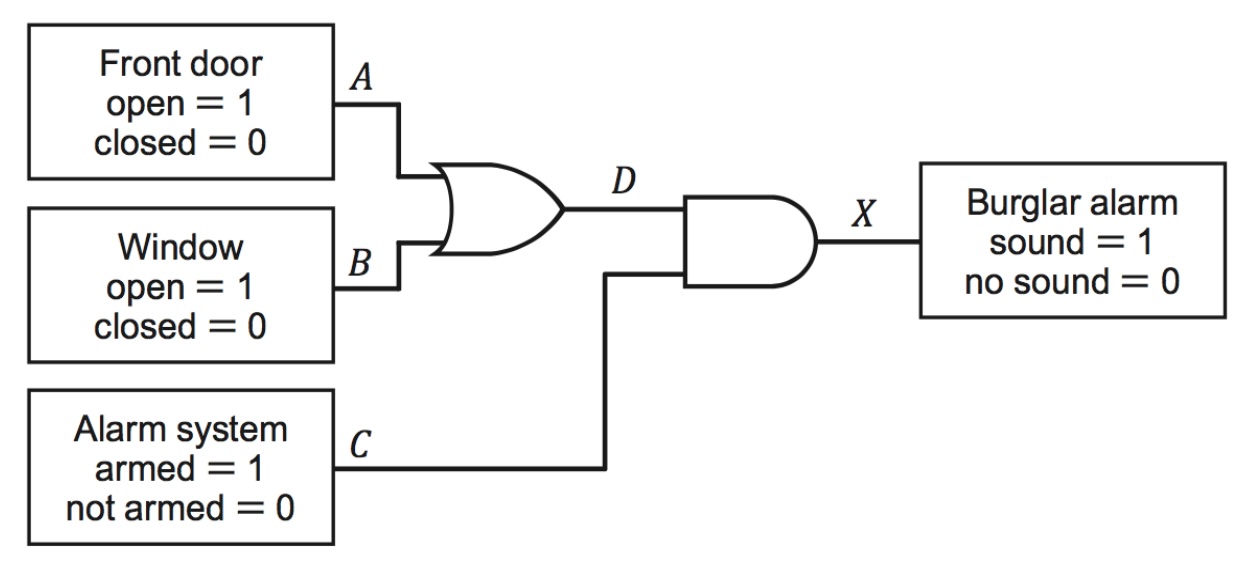 Front door
open = 1
closed = 0
A
Window
open = 1
closed = 0
B
Alarm system
armed = 1
not armed = 0
C
D
X
Burglar alarm
sound = 1
no sound = 0